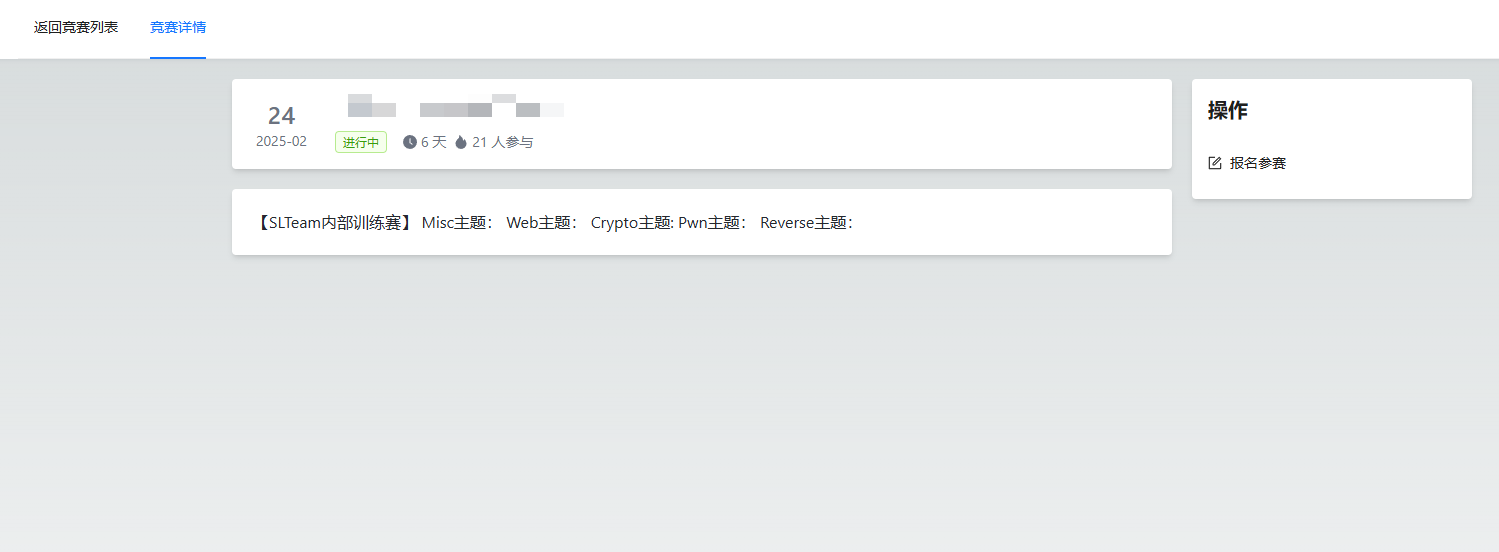 返回竟赛列表 竟赛详情
24
2025-02
进行中 6 天 21 人参与
【SLTeam内部训练赛】 Misc主题： Web主题： Crypto主题: Pwn主题： Reverse主题：
操作
报名参赛